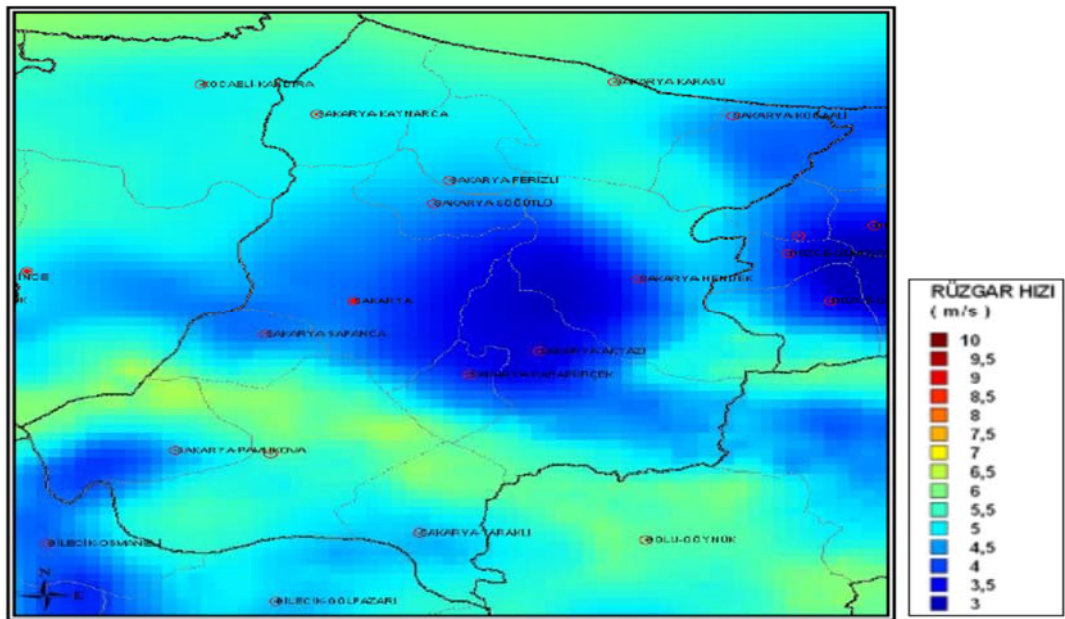 KOCAELİ-KANDIRA
SAKARYA-KARASU
SAKARYA-KAYNARCA
SAKARYA-KOCAALİ
SAKARYA-FERİZLİ
SAKARYA-SÖĞÜTLÜ
SAKARYA-HENDEK
SAKARYA
SAKARYA-SAPANCA
SAKARYA-AKYAZI
SAKARYA-KARAPÜRÇEK
SAKARYA-PAMUKOVA
SAKARYA-TARAKLI
BOLU-GÖYNÜK
BİLECİK-OSMANELİ
BİLECİK-GÖLPAZARI
N
E
RÜZGAR HIZI
( m/s )
10
9,5
9
8,5
8
7,5
7
6,5
6
5,5
5
4,5
4
3,5
3